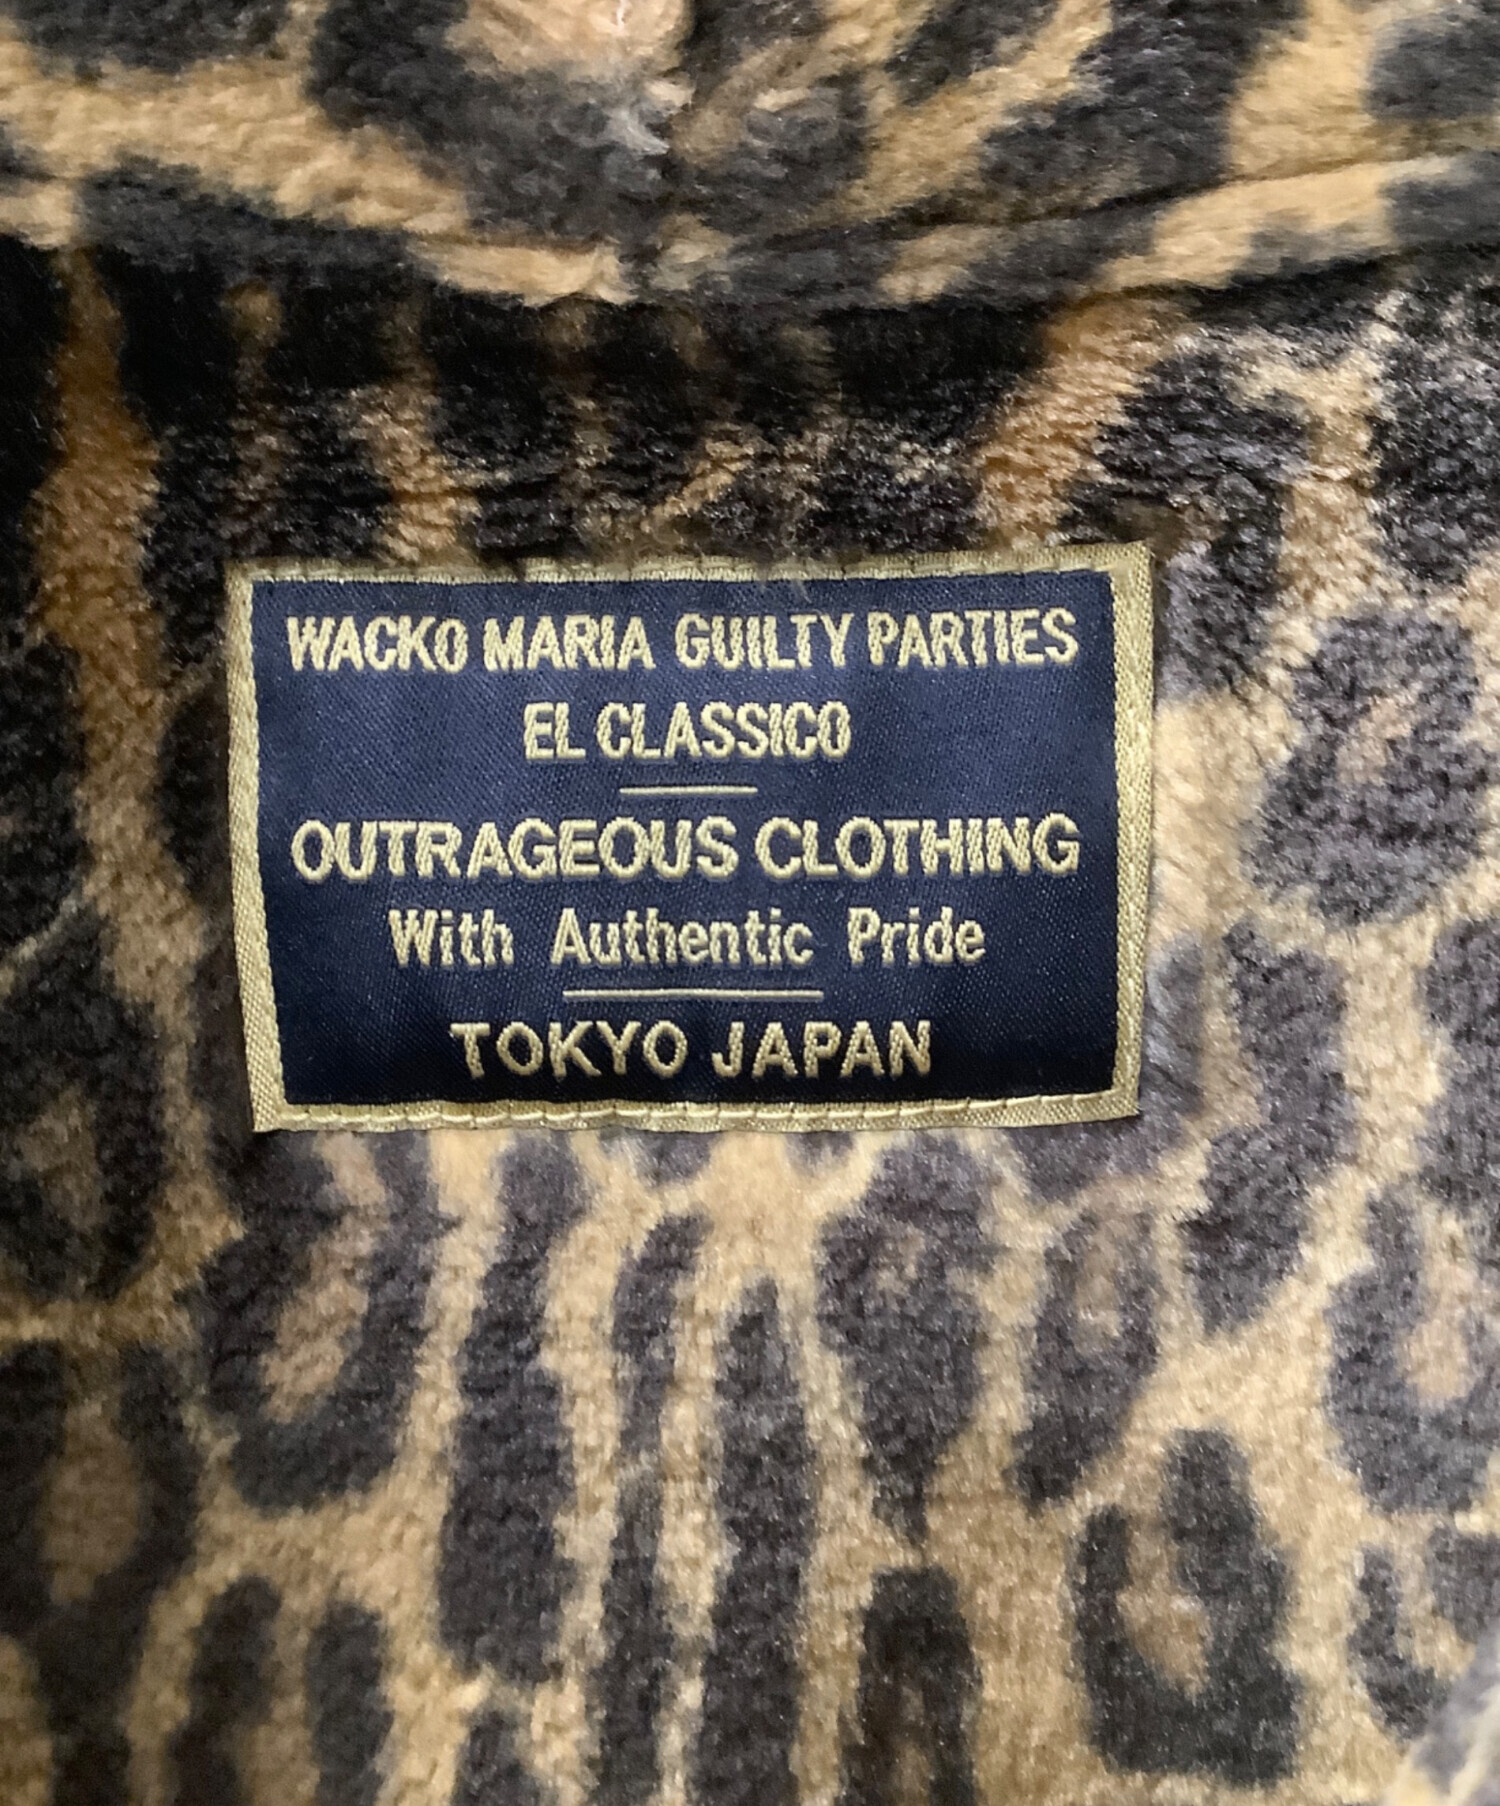 WACKO MARIA GUILTY PARTIES
EL CLASSICO
OUTRAGEOUS CLOTHING
With Authentic Pride
TOKYO JAPAN